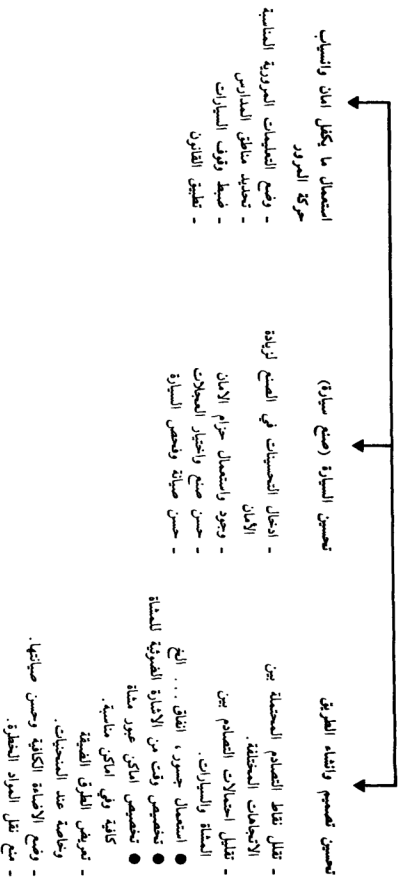 تحسين تصميم وانشاء الطريق
- تقلل نقاط التصادم المحتملة بين
الاتجاهات المختلفة.
- تقليل احتمالات التصادم بين
المشاة والسيارات.
● استعمال جسور ، انفاق ... الخ
● تخصيص وقت من الاشارة الضوئية للمشاة
● تخصيص اماكن عبور مشاة
كافية وفي اماكن مناسبة.
- تعريض الطرق الضيقة
وخاصة عند المنحنيات.
- وضع الاضاءة الكافية وحسن صيانتها.
- منع نقل المواد الخطرة.
تحسين السيارة (صنع سيارة)
- ادخال التحسينات في الصنع لزيادة
الأمان
- وجود واستعمال حزام الامان
- حسن صنع واختيار العجلات
- حسن صيانة وفحص السيارة
استعمال ما يكفل امان وانسياب
حركة المرور
- وضع التعليمات المرورية المناسبة
- تحديد مناطق المدارس
- ضبط وقوف السيارات
- تطبيق القانون